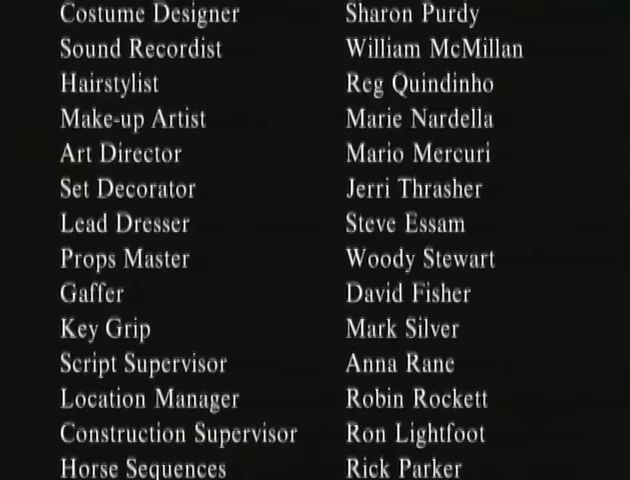 Costume Designer Sharon Purdy
Sound Recordist William McMillan
Hairstylist Reg Quindinho
Make-up Artist Marie Nardella
Art Director Mario Mercuri
Set Decorator Jerri Thrasher
Lead Dresser Steve Essam
Props Master Woody Stewart
Gaffer David Fisher
Key Grip Mark Silver
Script Supervisor Anna Rane
Location Manager Robin Rockett
Construction Supervisor Ron Lightfoot
Horse Sequences Rick Parker